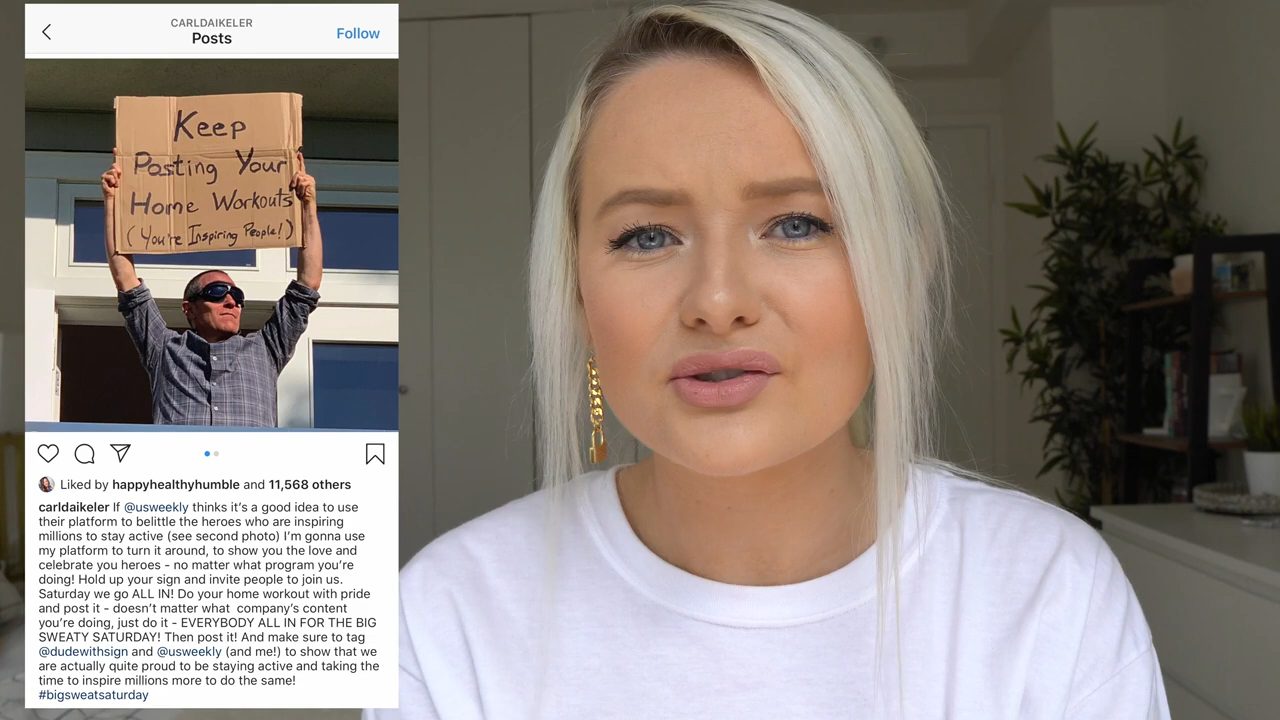 CARLDAIKELER
Posts
Follow
Keep
Posting Your
Home Workouts
(You're Inspiring People!)
Liked by happyhealthyhumble and 11,568 others
carldaikeler If @usweekly thinks it's a good idea to use
their platform to belittle the heroes who are inspiring
millions to stay active (see second photo) I'm gonna use
my platform to turn it around, to show you the love and
celebrate you heroes - no matter what program you're
doing! Hold up your sign and invite people to join us.
Saturday we go ALL IN! Do your home workout with pride
and post it - doesn't matter what company's content
you're doing, just do it - EVERYBODY ALL IN FOR THE BIG
SWEATY SATURDAY! Then post it! And make sure to tag
@dudewithsign and @usweekly (and me!) to show that we
are actually quite proud to be staying active and taking the
time to inspire millions more to do the same!
#bigsweatsaturday